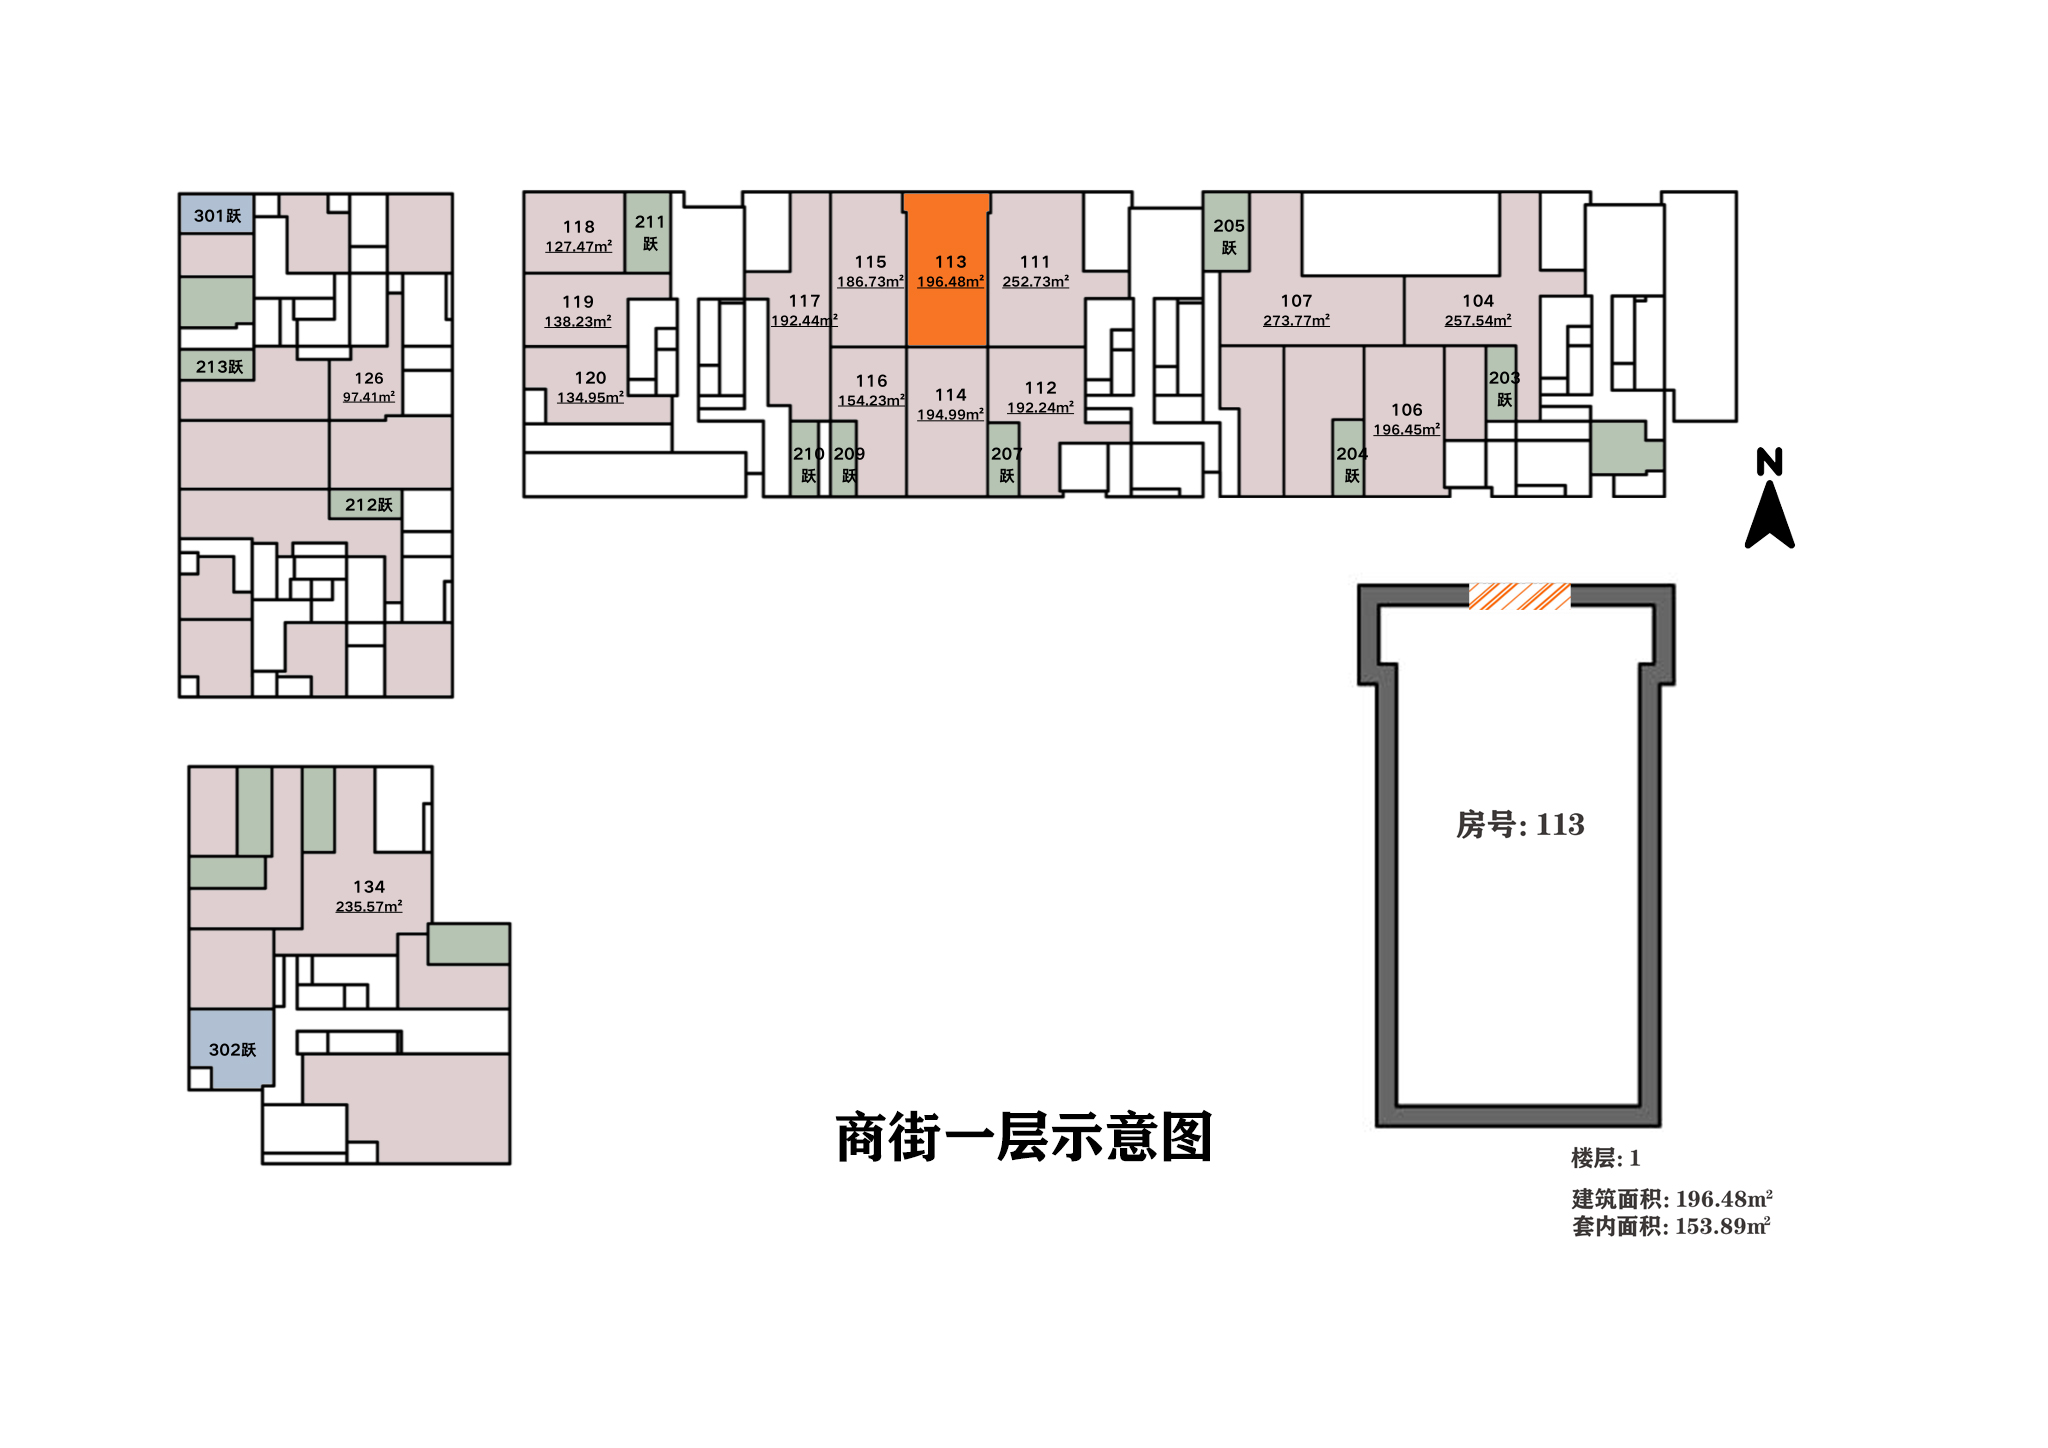 301跃
213跃
126
97.41m²
212跃
118
127.47m²
211
跃
119
138.23m²
120
134.95m²
117
192.44m²
115
186.73m²
113
196.48m²
111
252.73m²
116
154.23m²
114
194.99m²
112
192.24m²
210
跃
209
跃
207
跃
205
跃
107
273.77m²
104
257.54m²
203
跃
106
196.45m²
204
跃
N
134
235.57m²
302跃
房号: 113
商街一层示意图
楼层: 1
建筑面积: 196.48m²
套内面积: 153.89m²